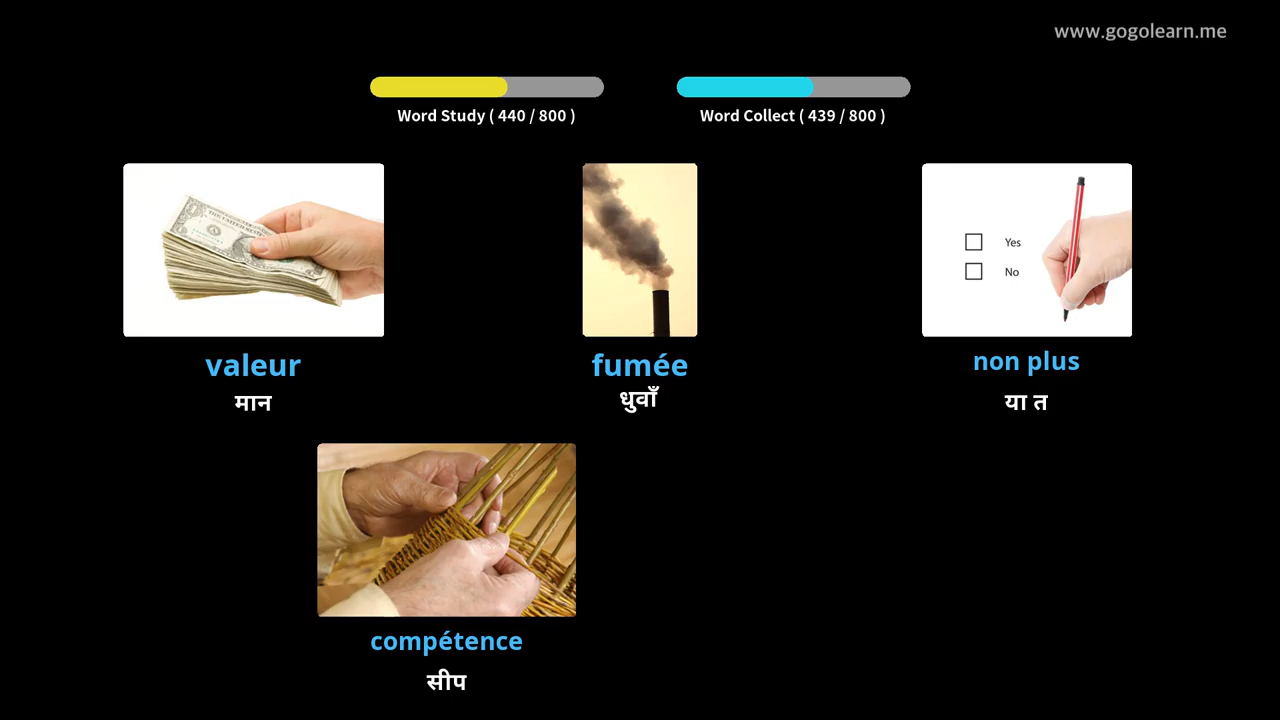 www.gogolearn.me
Word Study ( 440 / 800 )
Word Collect ( 439 / 800 )
valeur
मान
fumée
धुवाँ
Yes
No
non plus
या त
compétence
सीप